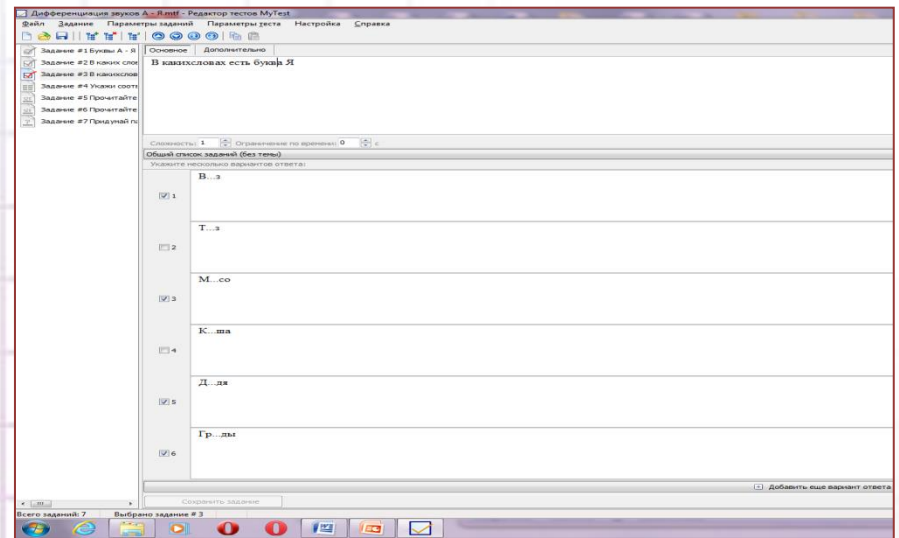 Дифференциация звуков А - Я.mtf - Редактор тестов MyTest
Файл Задание Параметры заданий Параметры теста Настройка Справка
Задание #1 Буквы А - Я
Задание #2 В каких слов
Задание #3 В какихслов
Задание #4 Укажи соотв
Задание #5 Прочитайте
Задание #6 Прочитайте
Задание #7 Придумай па
Основное Дополнительно
В какихсловах есть буква Я
Сложность: 1 Ограничение по времени: 0 с
Общий список заданий (без темы)
Укажите несколько вариантов ответа:
1 В...з
2 Т...з
3 М...со
4 К...ша
5 Д...дя
6 Гр...ды
Добавить еще вариант ответа
Сохранить задание
Всего заданий: 7 Выбрано задание # 3